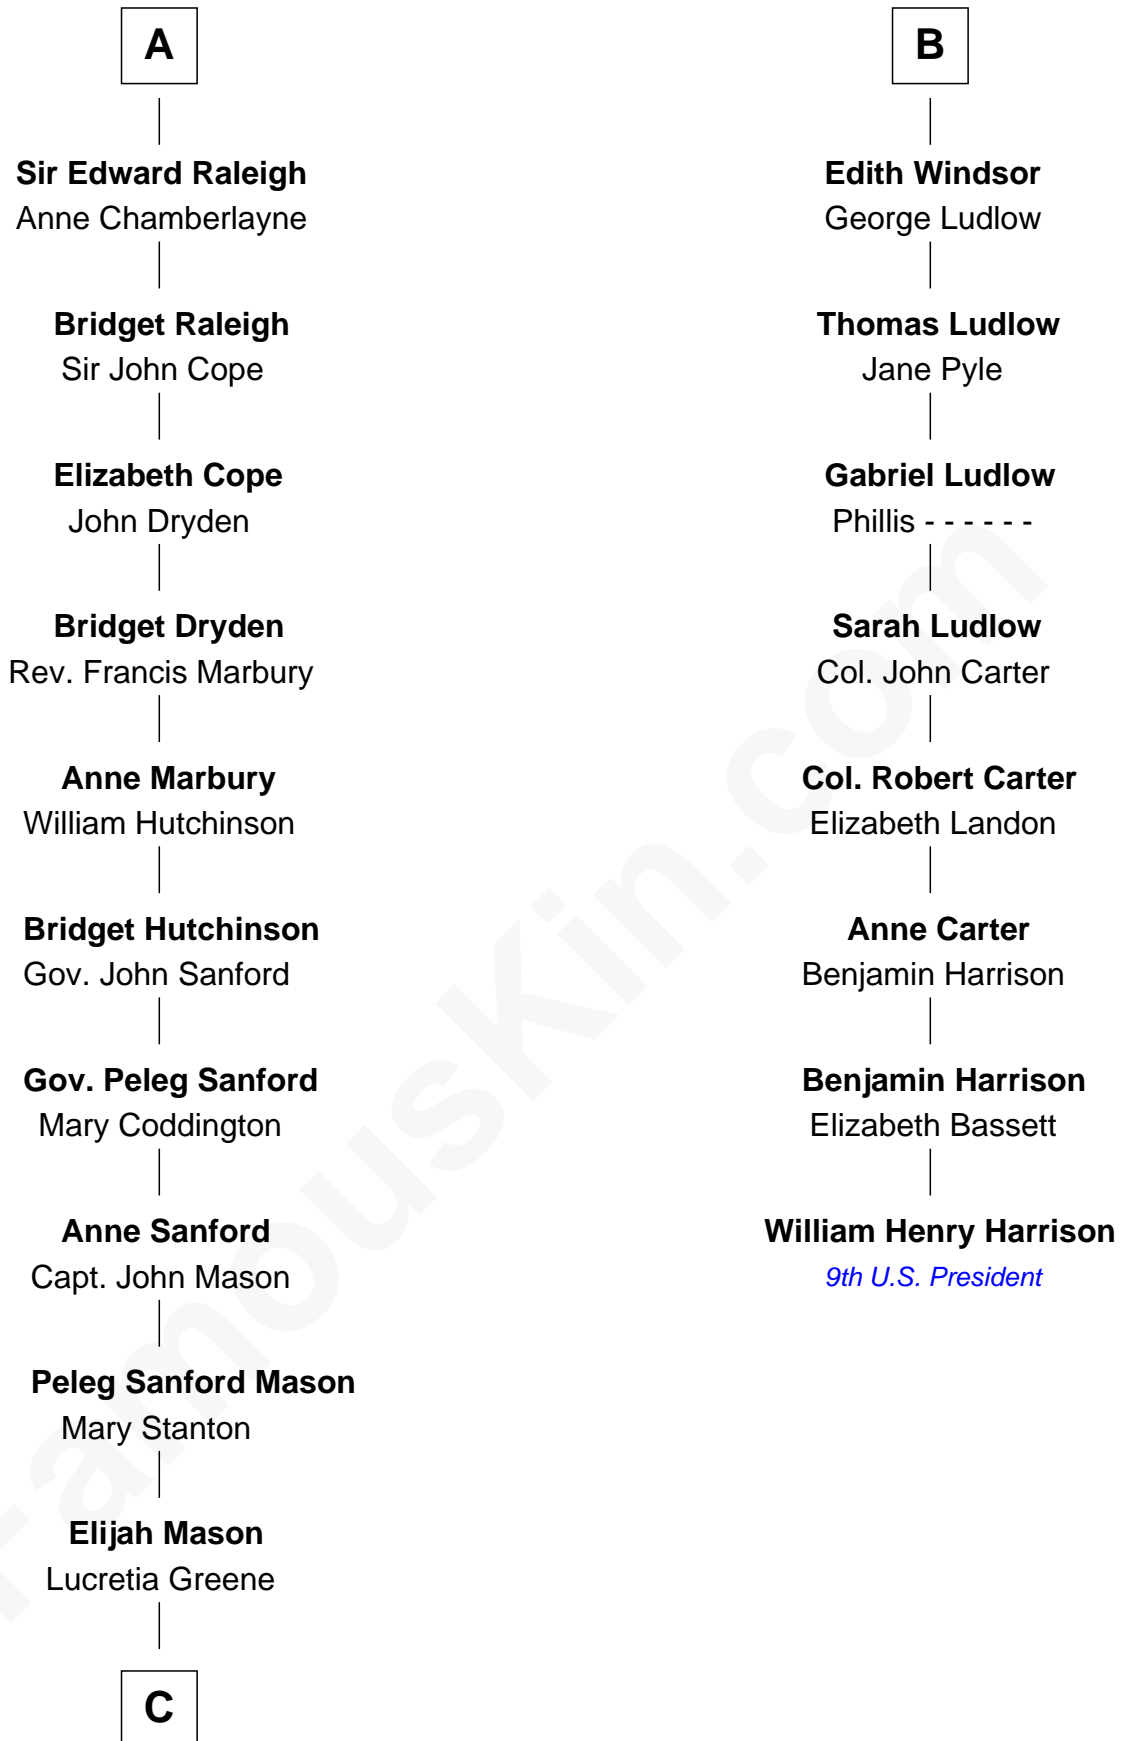 A
Sir Edward Raleigh
Anne Chamberlayne
Bridget Raleigh
Sir John Cope
Elizabeth Cope
John Dryden
Bridget Dryden
Rev. Francis Marbury
Anne Marbury
William Hutchinson
Bridget Hutchinson
Gov. John Sanford
Gov. Peleg Sanford
Mary Coddington
Anne Sanford
Capt. John Mason
Peleg Sanford Mason
Mary Stanton
Elijah Mason
Lucretia Greene
C
B
Edith Windsor
George Ludlow
Thomas Ludlow
Jane Pyle
Gabriel Ludlow
Phillis - - - - - -
Sarah Ludlow
Col. John Carter
Col. Robert Carter
Elizabeth Landon
Anne Carter
Benjamin Harrison
Benjamin Harrison
Elizabeth Bassett
William Henry Harrison
9th U.S. President
FamousKin.com